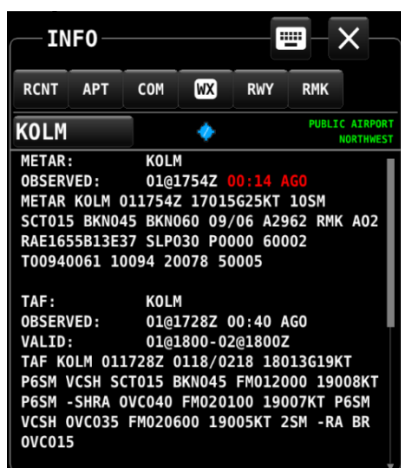 INFO
RCNT APT COM WX RWY RMK
KOLM PUBLIC AIRPORT
NORTHWEST
METAR: KOLM
OBSERVED: 01@1754Z 00:14 AGO
METAR KOLM 011754Z 17015G25KT 10SM
SCT015 BKN045 BKN060 09/06 A2962 RMK AO2
RAE1655B13E37 SLP030 P0000 60002
T00940061 10094 20078 50005
TAF: KOLM
OBSERVED: 01@1728Z 00:40 AGO
VALID: 01@1800-02@1800Z
TAF KOLM 011728Z 0118/0218 18013G19KT
P6SM VCSH SCT015 BKN045 FM012000 19008KT
P6SM -SHRA OVC040 FM020100 19007KT P6SM
VCSH OVC035 FM020600 19005KT 2SM -RA BR
OVC015